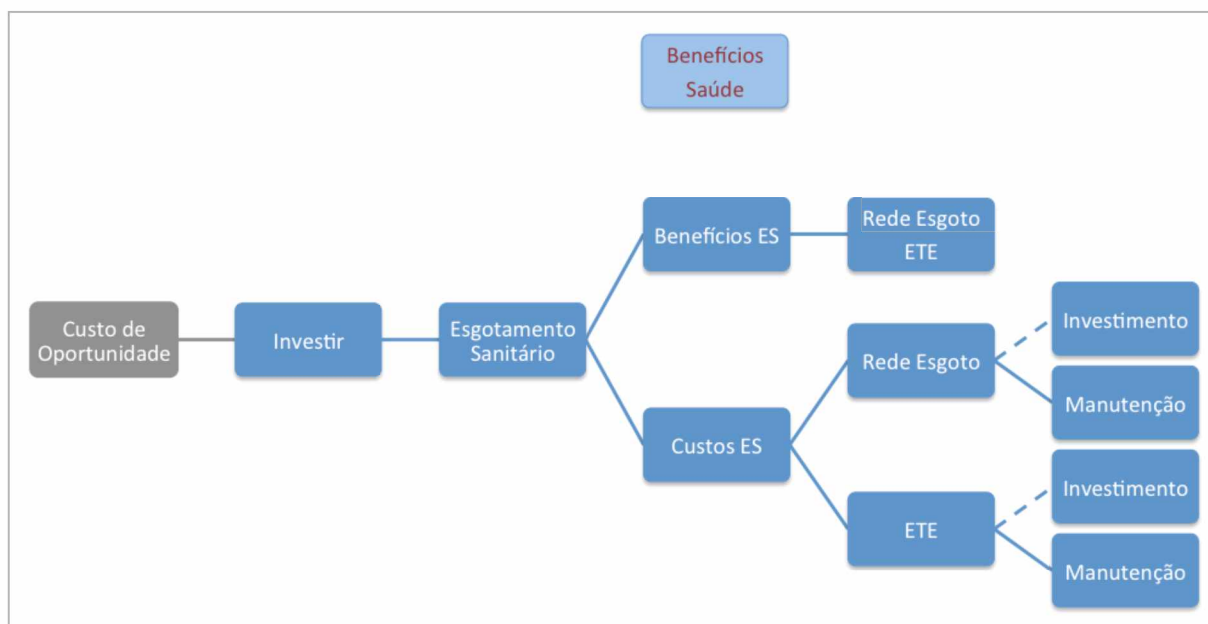 Benefícios
Saúde
Benefícios ES
Rede Esgoto
ETE
Custo de
Oportunidade
Investir
Esgotamento
Sanitário
Custos ES
Rede Esgoto
Investimento
Manutenção
ETE
Investimento
Manutenção